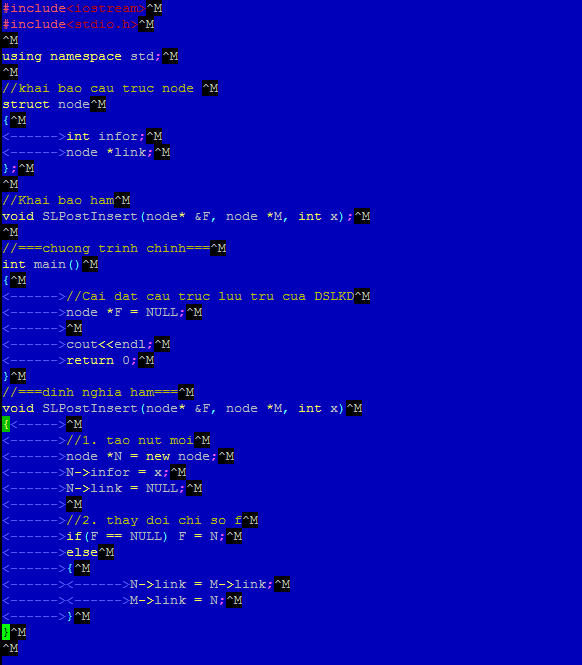 #include<iostream>^M
#include<stdio.h>^M
^M
using namespace std;^M
^M
//khai bao cau truc node ^M
struct node^M
{^M
<------>int infor;^M
<------>node *link;^M
};^M
^M
//Khai bao ham^M
void SLPostInsert(node* &F, node *M, int x);^M
^M
//===chuong trinh chinh===^M
int main()^M
{^M
<------>//Cai dat cau truc luu tru cua DSLKD^M
<------>node *F = NULL;^M
<------>^M
<------>cout<<endl;^M
<------>return 0;^M
}^M
//===dinh nghia ham===^M
void SLPostInsert(node* &F, node *M, int x)^M
{<----->^M
<------>//1. tao nut moi^M
<------>node *N = new node;^M
<------>N->infor = x;^M
<------>N->link = NULL;^M
<------>^M
<------>//2. thay doi chi so f^M
<------>if(F == NULL) F = N;^M
<------>else^M
<------>{^M
<------><------>N->link = M->link;^M
<------><------>M->link = N;^M
<------>}^M
}^M
^M